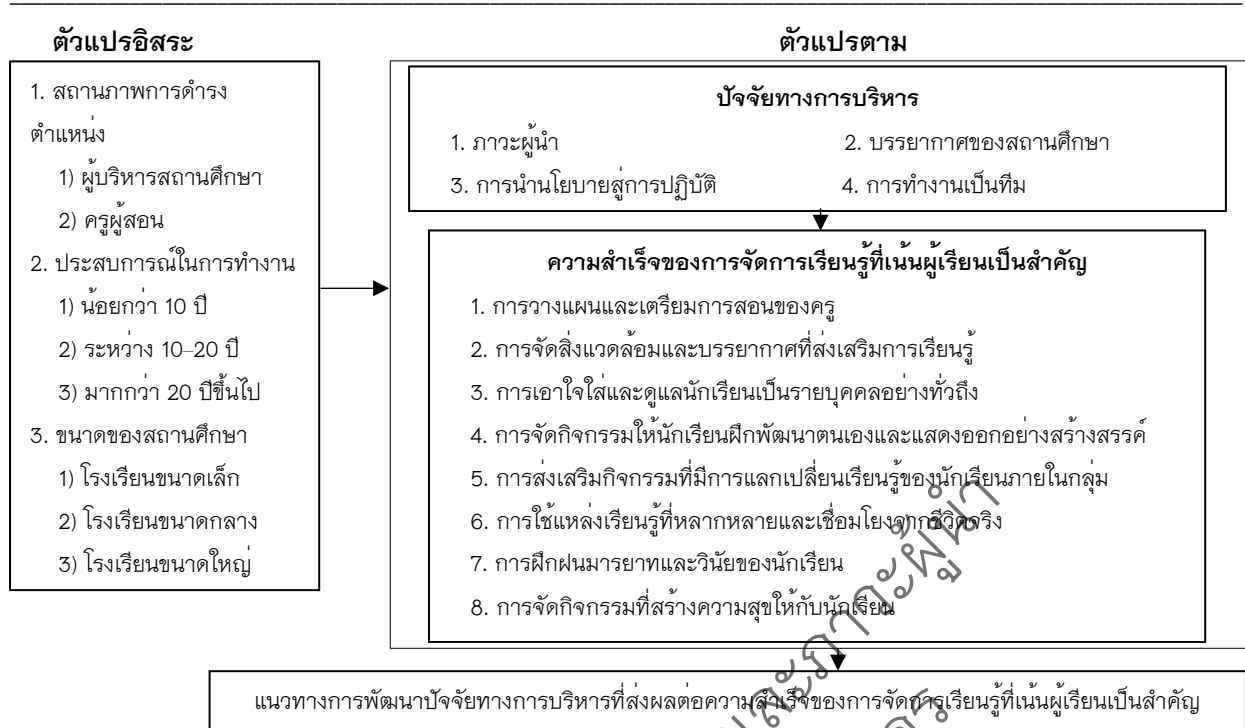 ตัวแปรอิสระ
ตัวแปรตาม
1. สถานภาพการดำรง
ตำแหน่ง
1) ผู้บริหารสถานศึกษา
2) ครูผู้สอน
2. ประสบการณ์ในการทำงาน
1) น้อยกว่า 10 ปี
2) ระหว่าง 10–20 ปี
3) มากกว่า 20 ปีขึ้นไป
3. ขนาดของสถานศึกษา
1) โรงเรียนขนาดเล็ก
2) โรงเรียนขนาดกลาง
3) โรงเรียนขนาดใหญ่
ปัจจัยทางการบริหาร
1. ภาวะผู้นำ 2. บรรยากาศของสถานศึกษา
3. การนำนโยบายสู่การปฏิบัติ 4. การทำงานเป็นทีม
ความสำเร็จของการจัดการเรียนรู้ที่เน้นผู้เรียนเป็นสำคัญ
1. การวางแผนและเตรียมการสอนของครู
2. การจัดสิ่งแวดล้อมและบรรยากาศที่ส่งเสริมการเรียนรู้
3. การเอาใจใส่และดูแลนักเรียนเป็นรายบุคคลอย่างทั่วถึง
4. การจัดกิจกรรมให้นักเรียนฝึกพัฒนาตนเองและแสดงออกอย่างสร้างสรรค์
5. การส่งเสริมกิจกรรมที่มีการแลกเปลี่ยนเรียนรู้ของนักเรียนภายในกลุ่ม
6. การใช้แหล่งเรียนรู้ที่หลากหลายและเชื่อมโยงจากชีวิตจริง
7. การฝึกฝนมารยาทและวินัยของนักเรียน
8. การจัดกิจกรรมที่สร้างความสุขให้กับนักเรียน
แนวทางการพัฒนาปัจจัยทางการบริหารที่ส่งผลต่อความสำเร็จของการจัดการเรียนรู้ที่เน้นผู้เรียนเป็นสำคัญ
และภาวะผู้นำ